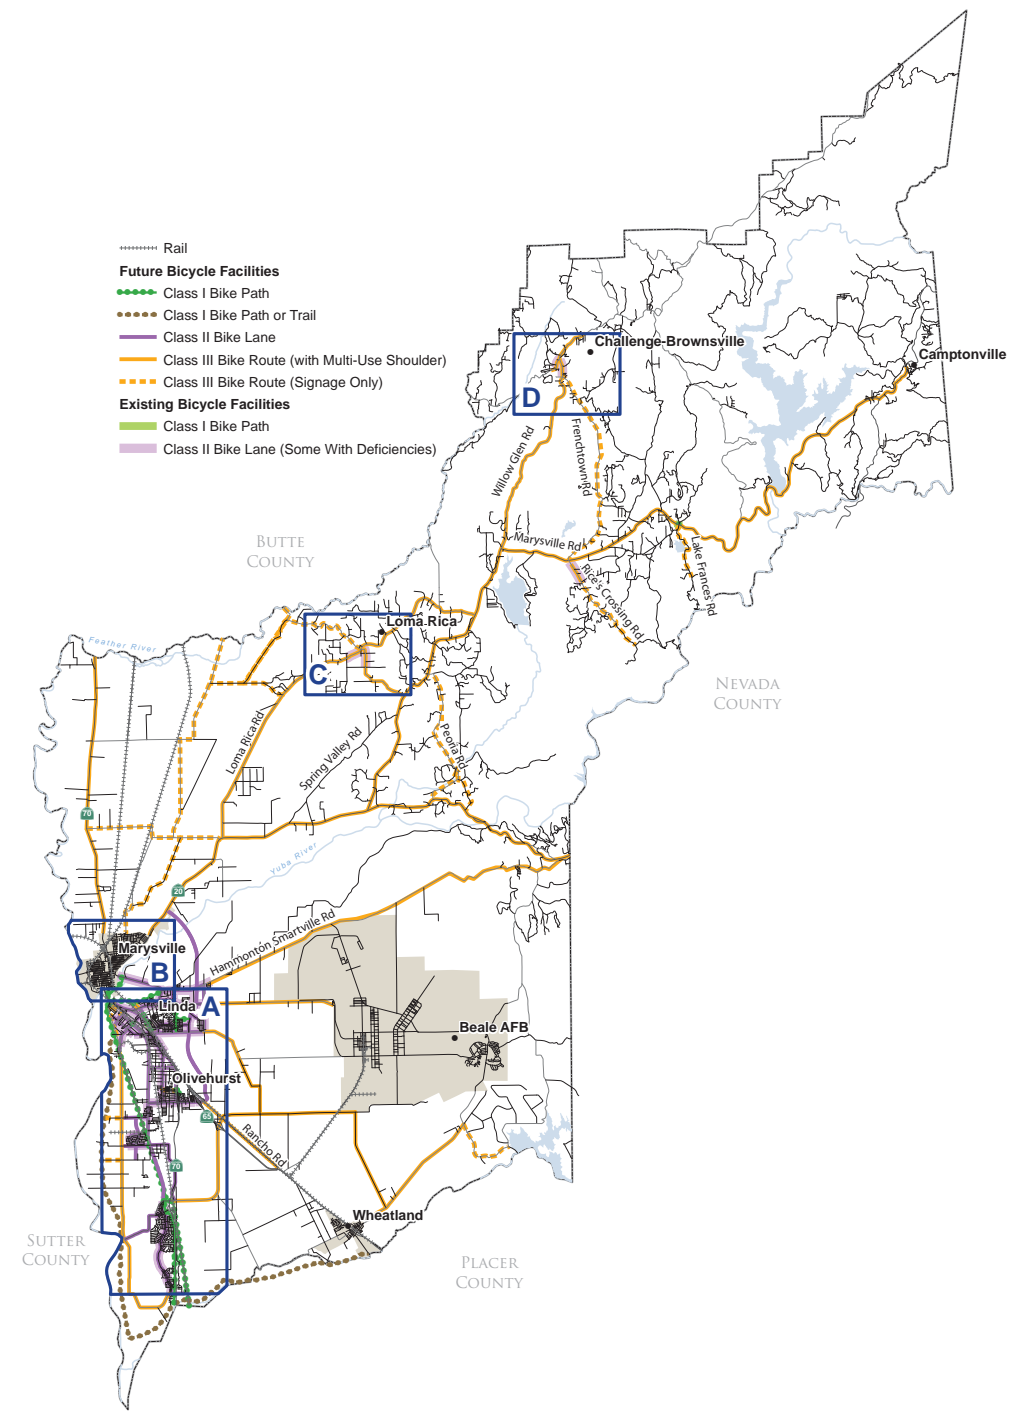 Rail
Future Bicycle Facilities
Class I Bike Path
Class I Bike Path or Trail
Class II Bike Lane
Class III Bike Route (with Multi-Use Shoulder)
Class III Bike Route (Signage Only)
Existing Bicycle Facilities
Class I Bike Path
Class II Bike Lane (Some With Deficiencies)
Challenge-Brownsville
Camptonville
D
Willow Glen Rd
Frenchtown Rd
Marysville Rd
BUTTE
COUNTY
Rice's Crossing Rd
Lake Frances Rd
Loma Rica
C
Feather River
NEVADA
COUNTY
Loma Rica Rd
Spring Valley Rd
Peoria Rd
70
Yuba River
20
Hammonton Smartville Rd
Marysville
B
Linda
A
Beale AFB
Olivehurst
65
Rancho Rd
70
Wheatland
SUTTER
COUNTY
PLACER
COUNTY